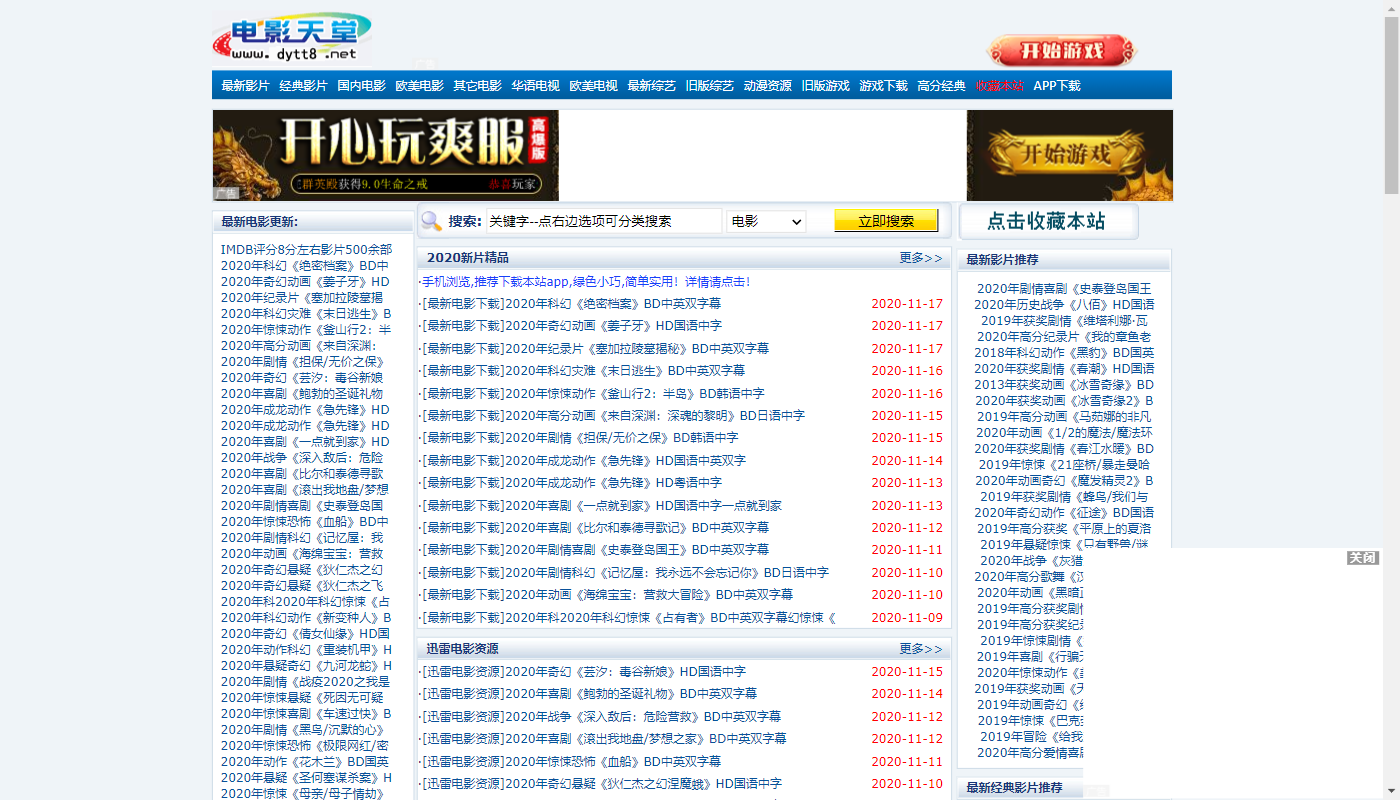 电影天堂
www.dytt8.net
开始游戏
最新影片 经典影片 国内电影 欧美电影 其它电影 华语电视 欧美电视 最新综艺 旧版综艺 动漫资源 旧版游戏 游戏下载 高分经典 收藏本站 APP下载
开心玩爽服 高爆版
群英殿获得9.0生命之戒 恭喜玩家
广告
开始游戏
最新电影更新:
IMDB评分8分左右影片500余部
2020年科幻《绝密档案》BD中
2020年奇幻动画《姜子牙》HD
2020年纪录片《塞加拉陵墓揭
2020年科幻灾难《末日逃生》B
2020年惊悚动作《釜山行2：半
2020年高分动画《来自深渊：
2020年剧情《担保/无价之保》
2020年奇幻《芸汐：毒谷新娘
2020年喜剧《鲍勃的圣诞礼物
2020年成龙动作《急先锋》HD
2020年成龙动作《急先锋》HD
2020年喜剧《一点就到家》HD
2020年战争《深入敌后：危险
2020年喜剧《比尔和泰德寻歌
2020年喜剧《滚出我地盘/梦想
2020年剧情喜剧《史泰登岛国
2020年惊悚恐怖《血船》BD中
2020年剧情科幻《记忆屋：我
2020年动画《海绵宝宝：营救
2020年奇幻悬疑《狄仁杰之幻
2020年奇幻悬疑《狄仁杰之飞
2020年科2020年科幻惊悚《占
2020年科幻动作《新变种人》B
2020年奇幻《倩女仙缘》HD国
2020年动作科幻《重装机甲》H
2020年悬疑奇幻《九河龙蛇》H
2020年剧情《战疫2020之我是
2020年惊悚悬疑《死因无可疑
2020年惊悚喜剧《车速过快》B
2020年剧情《黑鸟/沉默的心》
2020年惊悚恐怖《极限网红/密
2020年动作《花木兰》BD国英
2020年悬疑《圣何塞谋杀案》H
2020年惊悚《母亲/母子情劫》
搜索: 关键字--点右边选项可分类搜索 电影 立即搜索
2020新片精品 更多>>
·手机浏览,推荐下载本站app,绿色小巧,简单实用！详情请点击!
·[最新电影下载]2020年科幻《绝密档案》BD中英双字幕 2020-11-17
·[最新电影下载]2020年奇幻动画《姜子牙》HD国语中字 2020-11-17
·[最新电影下载]2020年纪录片《塞加拉陵墓揭秘》BD中英双字幕 2020-11-17
·[最新电影下载]2020年科幻灾难《末日逃生》BD中英双字幕 2020-11-16
·[最新电影下载]2020年惊悚动作《釜山行2：半岛》BD韩语中字 2020-11-16
·[最新电影下载]2020年高分动画《来自深渊：深魂的黎明》BD日语中字 2020-11-15
·[最新电影下载]2020年剧情《担保/无价之保》BD韩语中字 2020-11-15
·[最新电影下载]2020年成龙动作《急先锋》HD国语中英双字 2020-11-14
·[最新电影下载]2020年成龙动作《急先锋》HD粤语中字 2020-11-13
·[最新电影下载]2020年喜剧《一点就到家》HD国语中字一点就到家 2020-11-13
·[最新电影下载]2020年喜剧《比尔和泰德寻歌记》BD中英双字幕 2020-11-12
·[最新电影下载]2020年剧情喜剧《史泰登岛国王》BD中英双字幕 2020-11-11
·[最新电影下载]2020年剧情科幻《记忆屋：我永远不会忘记你》BD日语中字 2020-11-10
·[最新电影下载]2020年动画《海绵宝宝：营救大冒险》BD中英双字幕 2020-11-10
·[最新电影下载]2020年科2020年科幻惊悚《占有者》BD中英双字幕幻惊悚《 2020-11-09
迅雷电影资源 更多>>
·[迅雷电影资源]2020年奇幻《芸汐：毒谷新娘》HD国语中字 2020-11-15
·[迅雷电影资源]2020年喜剧《鲍勃的圣诞礼物》BD中英双字幕 2020-11-14
·[迅雷电影资源]2020年战争《深入敌后：危险营救》BD中英双字幕 2020-11-12
·[迅雷电影资源]2020年喜剧《滚出我地盘/梦想之家》BD中英双字幕 2020-11-12
·[迅雷电影资源]2020年惊悚恐怖《血船》BD中英双字幕 2020-11-11
·[迅雷电影资源]2020年奇幻悬疑《狄仁杰之幻涅魔蛾》HD国语中字 2020-11-10
点击收藏本站
最新影片推荐
2020年剧情喜剧《史泰登岛国王
2020年历史战争《八佰》HD国语
2019年获奖剧情《维塔利娜·瓦
2020年高分纪录片《我的章鱼老
2018年科幻动作《黑豹》BD国英
2020年获奖剧情《春潮》HD国语
2013年获奖动画《冰雪奇缘》BD
2020年获奖动画《冰雪奇缘2》B
2019年高分动画《马茹娜的非凡
2020年动画《1/2的魔法/魔法环
2020年获奖剧情《春江水暖》BD
2019年惊悚《21座桥/暴走曼哈
2020年动画奇幻《魔发精灵2》B
2019年获奖剧情《蜂鸟/我们与
2020年奇幻动作《征途》BD国语
2019年高分获奖《平原上的夏洛
2019年悬疑惊悚《只有野兽/谜
2020年战争《灰猎
2020年高分歌舞《汉
2020年动画《黑暗
2019年高分获奖剧情
2019年高分获奖纪录
2019年惊悚剧情《
2019年喜剧《行骗
2020年惊悚动作《
2019年获奖动画《
2019年动画奇幻《
2019年惊悚《巴克
2019年冒险《给我
2020年高分爱情喜剧
最新经典影片推荐
关闭